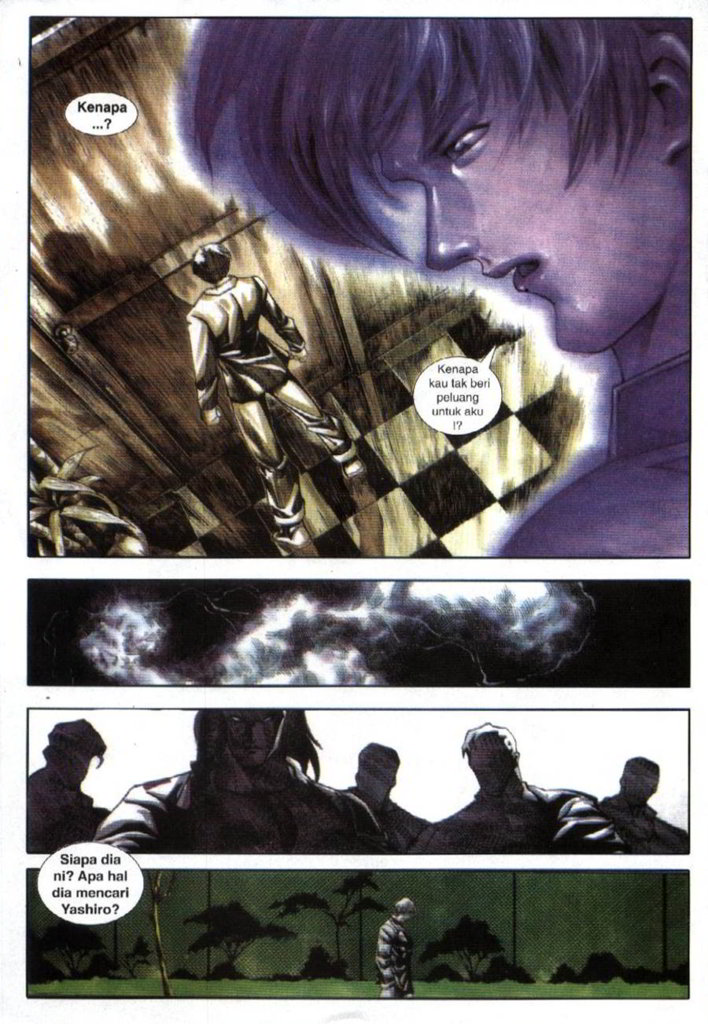 Kenapa
...?
Kenapa
kau tak beri
peluang
untuk aku
!?
Siapa dia
ni? Apa hal
dia mencari
Yashiro?